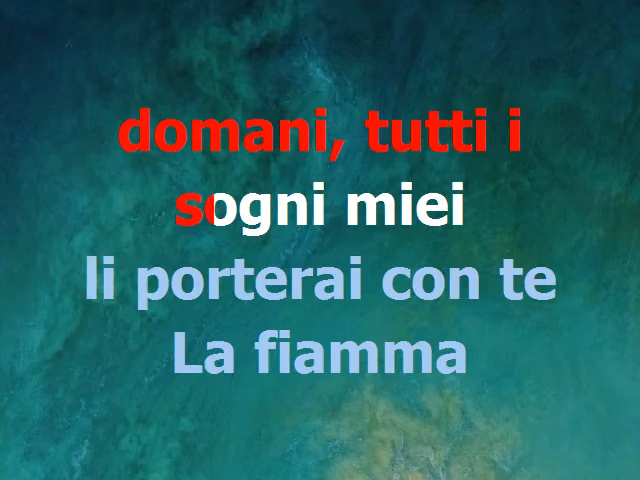 domani, tutti i
sogni miei
li porterai con te
La fiamma